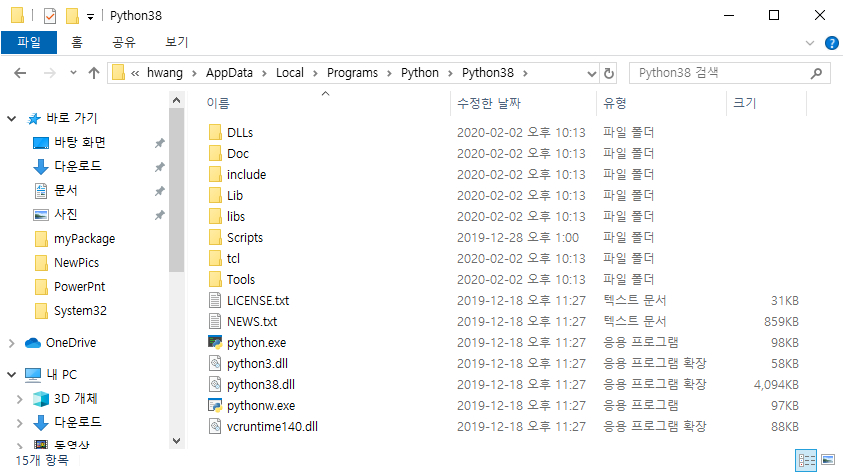 Python38
파일 홈 공유 보기
« hwang > AppData > Local > Programs > Python > Python38 > Python38 검색
이름 수정한 날짜 유형 크기
바로 가기
바탕 화면
다운로드
문서
사진
myPackage
NewPics
PowerPnt
System32
OneDrive
내 PC
3D 개체
다운로드
동영상
DLLs 2020-02-02 오후 10:13 파일 폴더
Doc 2020-02-02 오후 10:13 파일 폴더
include 2020-02-02 오후 10:13 파일 폴더
Lib 2020-02-02 오후 10:13 파일 폴더
libs 2020-02-02 오후 10:13 파일 폴더
Scripts 2019-12-28 오후 1:00 파일 폴더
tcl 2020-02-02 오후 10:13 파일 폴더
Tools 2020-02-02 오후 10:13 파일 폴더
LICENSE.txt 2019-12-18 오후 11:27 텍스트 문서 31KB
NEWS.txt 2019-12-18 오후 11:27 텍스트 문서 859KB
python.exe 2019-12-18 오후 11:27 응용 프로그램 98KB
python3.dll 2019-12-18 오후 11:27 응용 프로그램 확장 58KB
python38.dll 2019-12-18 오후 11:27 응용 프로그램 확장 4,094KB
pythonw.exe 2019-12-18 오후 11:27 응용 프로그램 97KB
vcruntime140.dll 2019-12-18 오후 11:27 응용 프로그램 확장 88KB
15개 항목